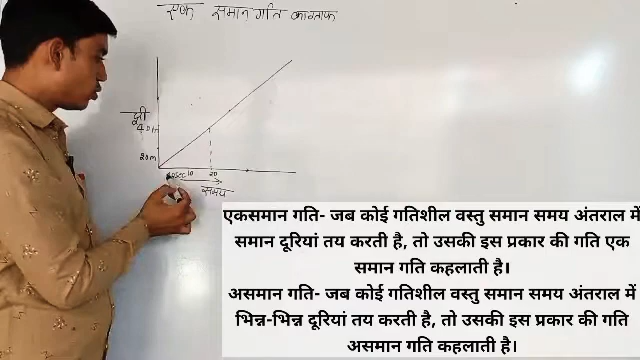 एक समान गति का ग्राफ
दूरी
40m
20m
10
20
समय
एकसमान गति- जब कोई गतिशील वस्तु समान समय अंतराल में
समान दूरियां तय करती है, तो उसकी इस प्रकार की गति एक
समान गति कहलाती है।
असमान गति- जब कोई गतिशील वस्तु समान समय अंतराल में
भिन्न-भिन्न दूरियां तय करती है, तो उसकी इस प्रकार की गति
असमान गति कहलाती है।